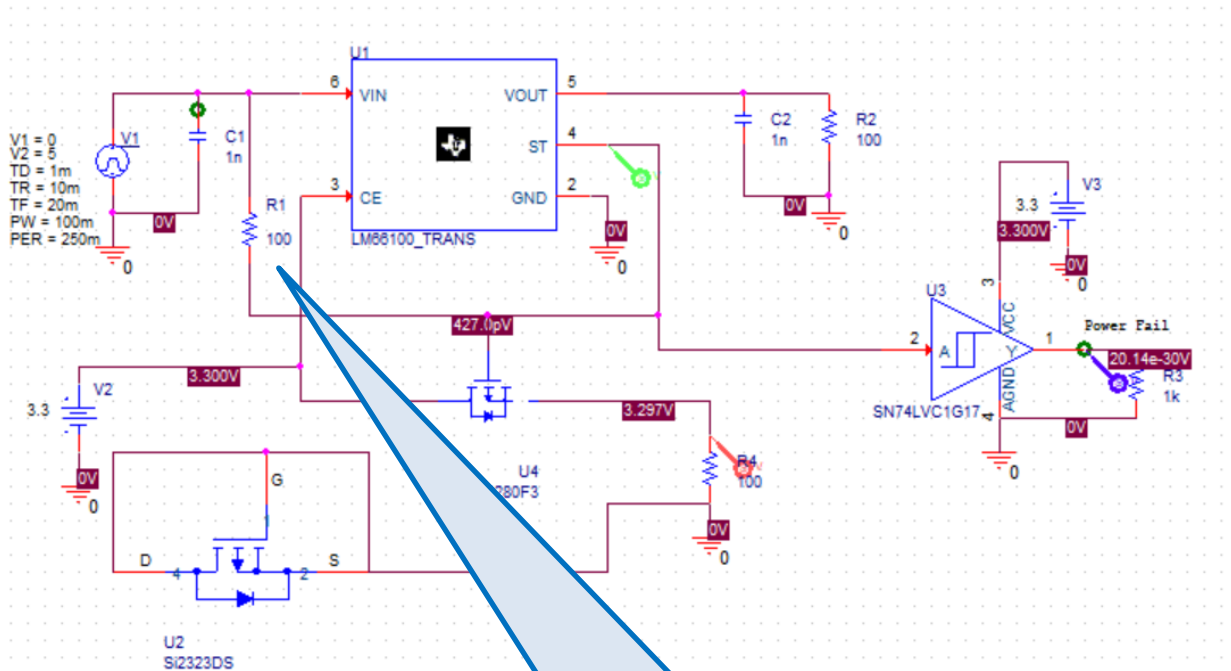 U1
6
VIN
VOUT
5
ST
4
3
CE
GND
2
LM66100_TRANS
V1 = 0
V2 = 5
TD = 1m
TR = 10m
TF = 20m
PW = 100m
PER = 250m
V1
C1
1n
0V
0
R1
100
0V
0
C2
1n
R2
100
0V
0
V3
3.3
3.300V
0V
0
U3
3
VCC
2
A
Y
1
AGND
4
SN74LVC1G17
Power Fail
20.14e-30V
R3
1k
0V
0
427.0pV
3.300V
V2
3.3
0V
0
3.297V
U4
280F3
R4
100
0V
0
G
1
D
4
2
S
U2
Si2323DS